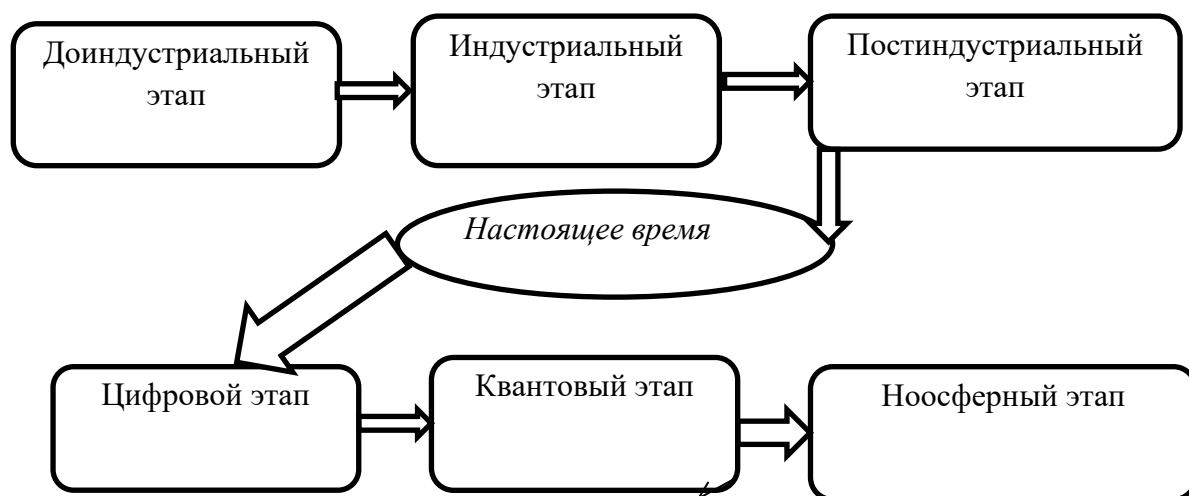 Доиндустриальный
этап
Индустриальный
этап
Постиндустриальный
этап
Настоящее время
Цифровой этап
Квантовый этап
Ноосферный этап